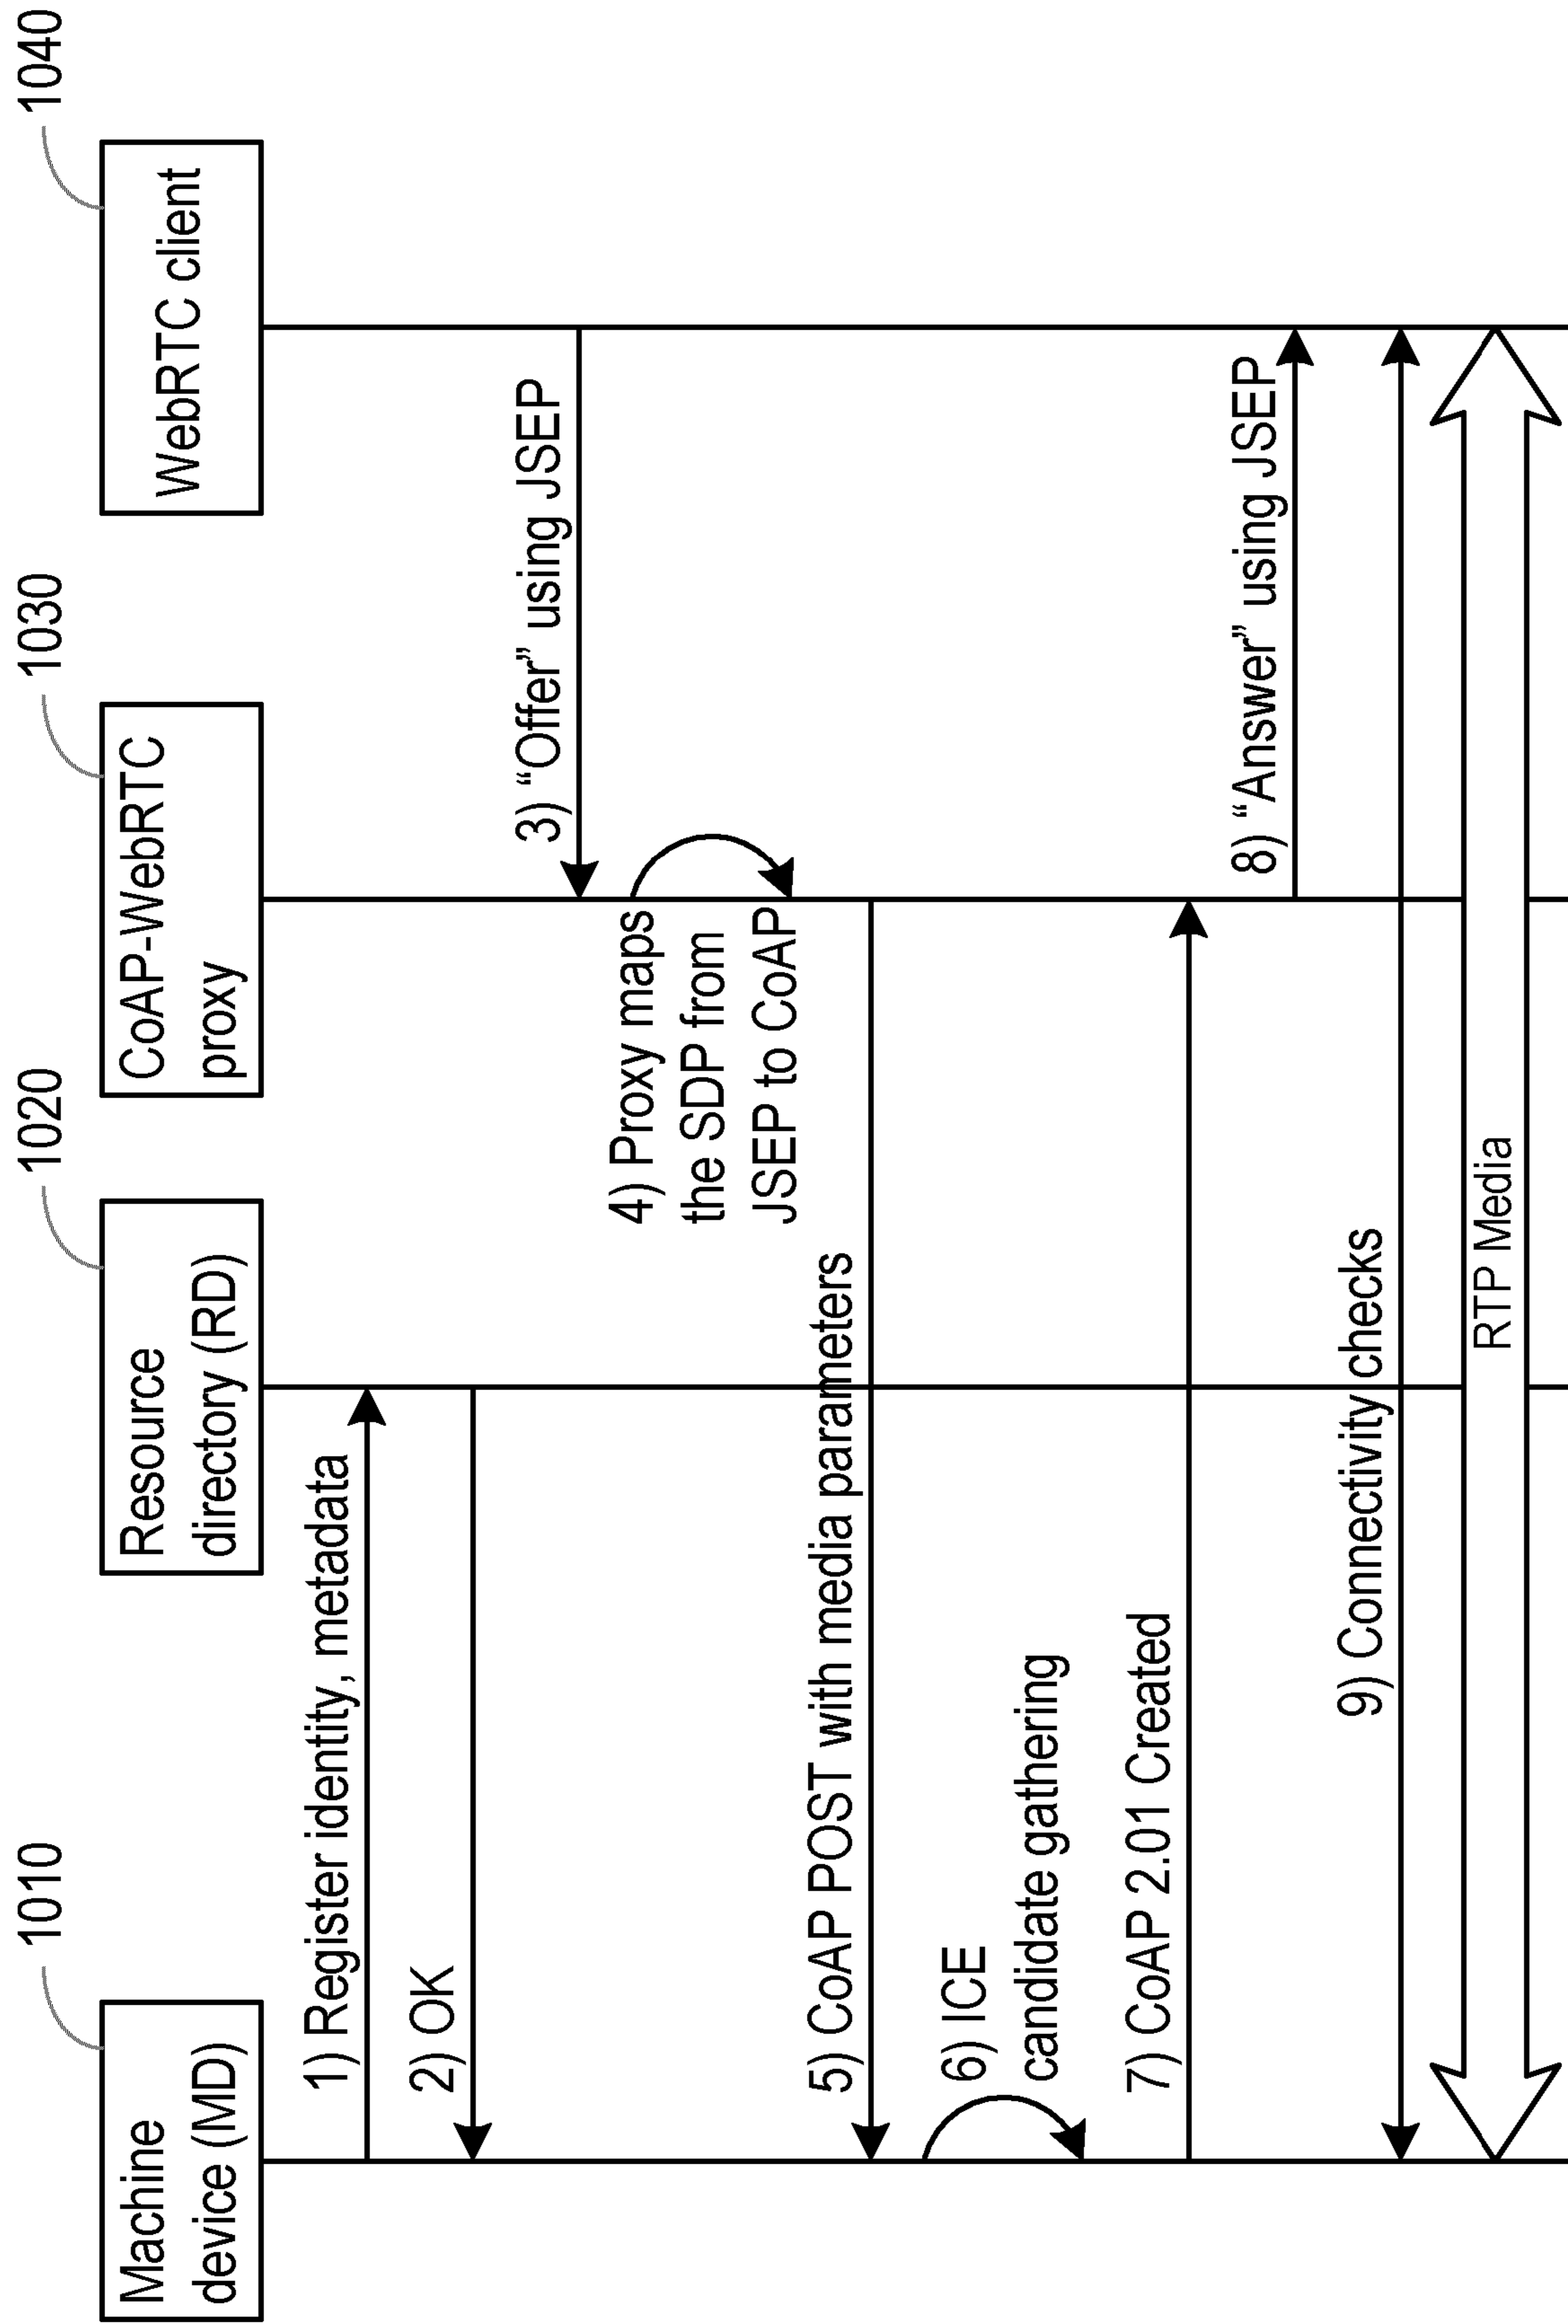 1010
1020
1030
1040
Machine
device (MD)
Resource
directory (RD)
CoAP-WebRTC
proxy
WebRTC client
1) Register identity, metadata
2) OK
3) “Offer” using JSEP
4) Proxy maps
the SDP from
JSEP to CoAP
5) CoAP POST with media parameters
6) ICE
candidate gathering
7) CoAP 2.01 Created
8) “Answer” using JSEP
9) Connectivity checks
RTP Media